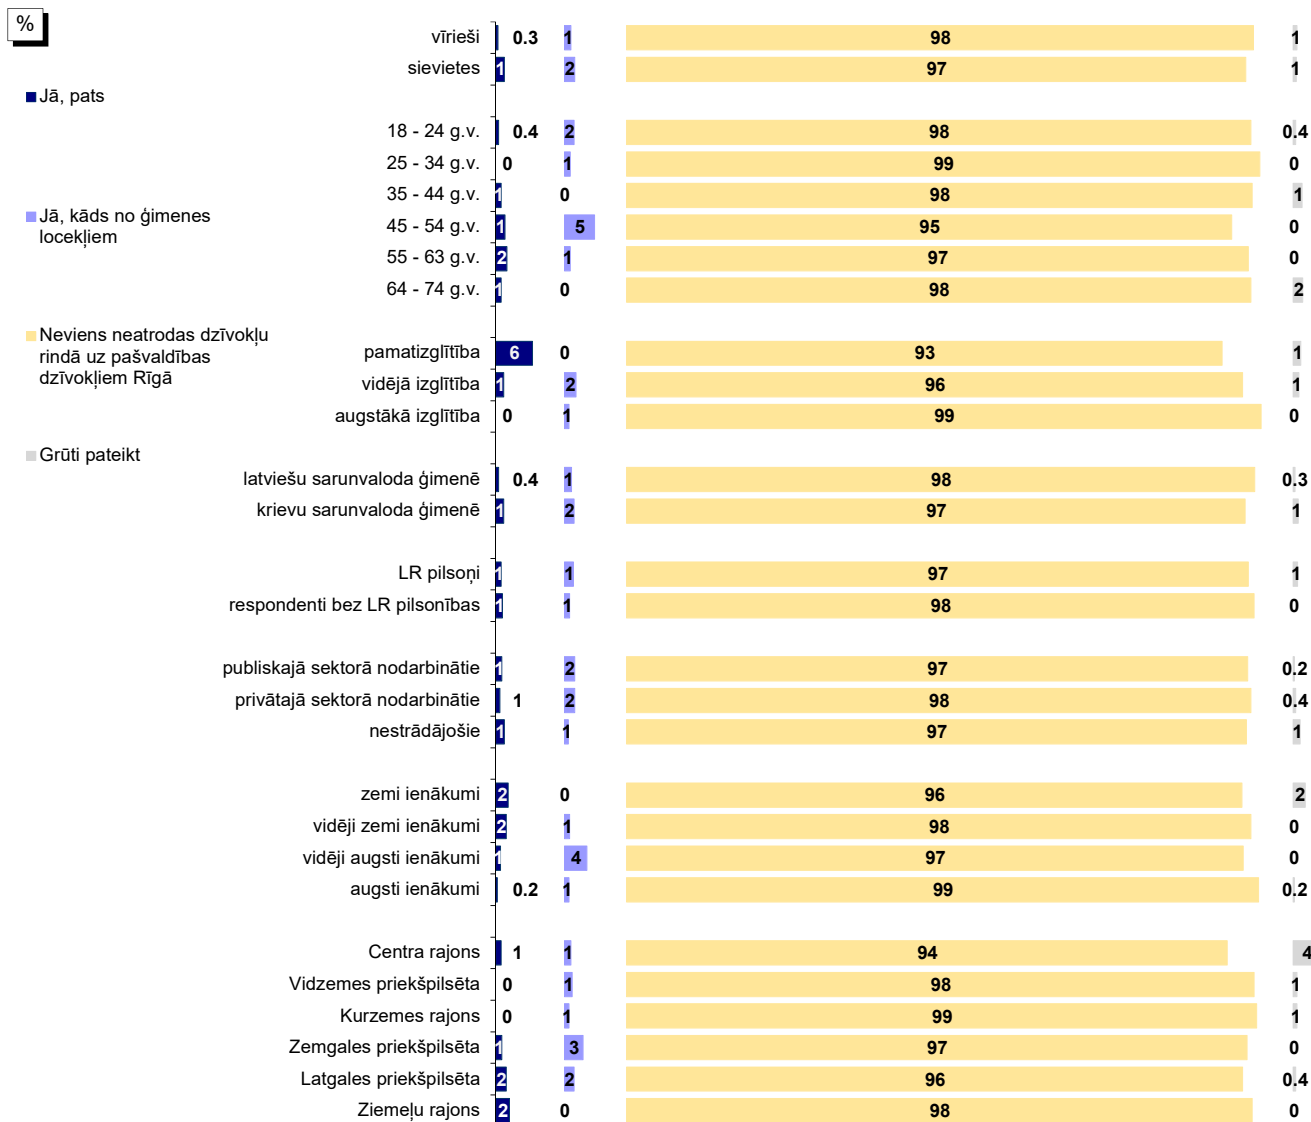 %
vīrieši 0.3 1 98 1
sievietes 1 2 97 1
Jā, pats
18 - 24 g.v. 0.4 2 98 0.4
25 - 34 g.v. 0 1 99 0
35 - 44 g.v. 1 0 98 1
Jā, kāds no ģimenes
locekļiem
45 - 54 g.v. 1 5 95 0
55 - 63 g.v. 2 1 97 0
64 - 74 g.v. 1 0 98 2
Neviens neatrodas dzīvokļu
rindā uz pašvaldības
dzīvokļiem Rīgā
pamatizglītība 6 0 93 1
vidējā izglītība 1 2 96 1
augstākā izglītība 0 1 99 0
Grūti pateikt
latviešu sarunvaloda ģimenē 0.4 1 98 0.3
krievu sarunvaloda ģimenē 1 2 97 1
LR pilsoņi 1 1 97 1
respondenti bez LR pilsonības 1 1 98 0
publiskajā sektorā nodarbinātie 1 2 97 0.2
privātajā sektorā nodarbinātie 1 2 98 0.4
nestrādājošie 1 1 97 1
zemi ienākumi 2 0 96 2
vidēji zemi ienākumi 2 1 98 0
vidēji augsti ienākumi 1 4 97 0
augsti ienākumi 0.2 1 99 0.2
Centra rajons 1 1 94 4
Vidzemes priekšpilsēta 0 1 98 1
Kurzemes rajons 0 1 99 1
Zemgales priekšpilsēta 1 3 97 0
Latgales priekšpilsēta 2 2 96 0.4
Ziemeļu rajons 2 0 98 0